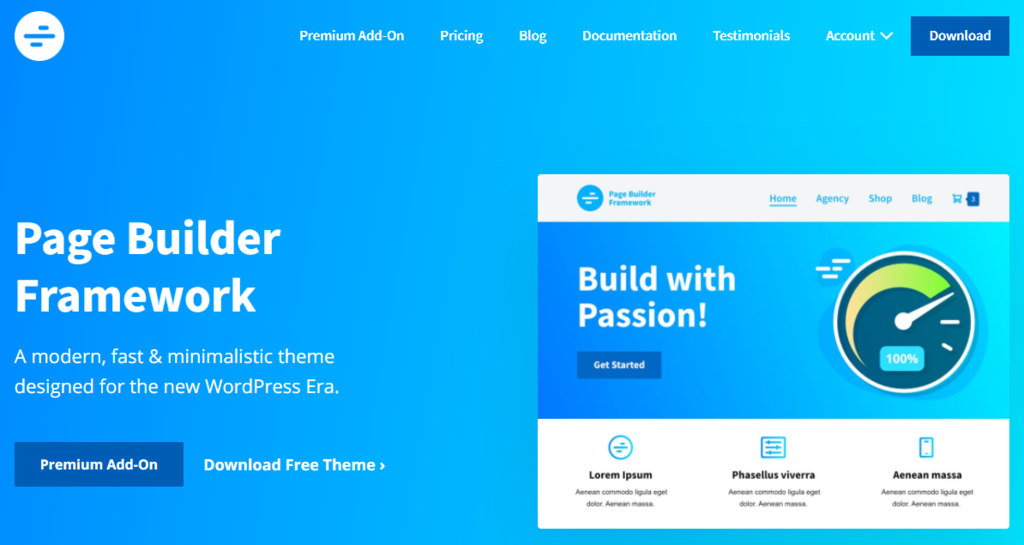 Premium Add-On Pricing Blog Documentation Testimonials Account Download
Page Builder
Framework
A modern, fast & minimalistic theme
designed for the new WordPress Era.
Premium Add-On Download Free Theme ›
Page Builder
Framework
Home Agency Shop Blog 3
Build with
Passion!
Get Started
100%
Lorem Ipsum
Aenean commodo ligula eget
dolor. Aenean massa.
Phasellus viverra
Aenean commodo ligula eget
dolor. Aenean massa.
Aenean massa
Aenean commodo ligula eget
dolor. Aenean massa.